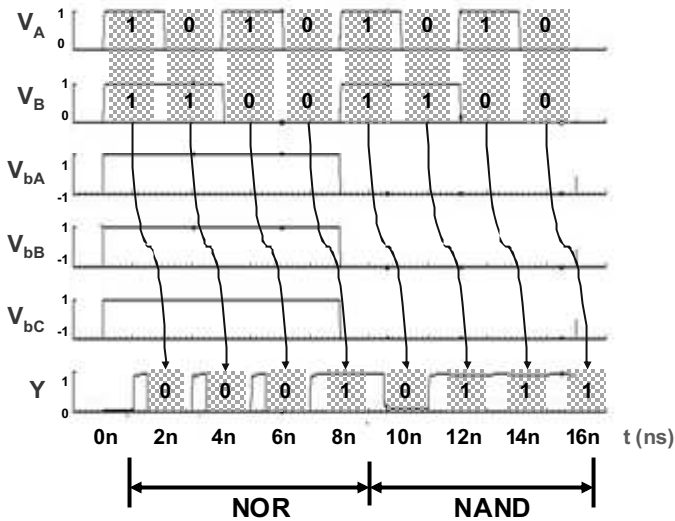 V_A 1 0 1 0 1 0 1 0 1 0
V_B 1 0 1 1 0 0 1 1 0 0
V_bA 1 -1
V_bB 1 -1
V_bC 1 -1
Y 1 0 0 0 0 1 0 1 1 1
0n 2n 4n 6n 8n 10n 12n 14n 16n t (ns)
NOR NAND